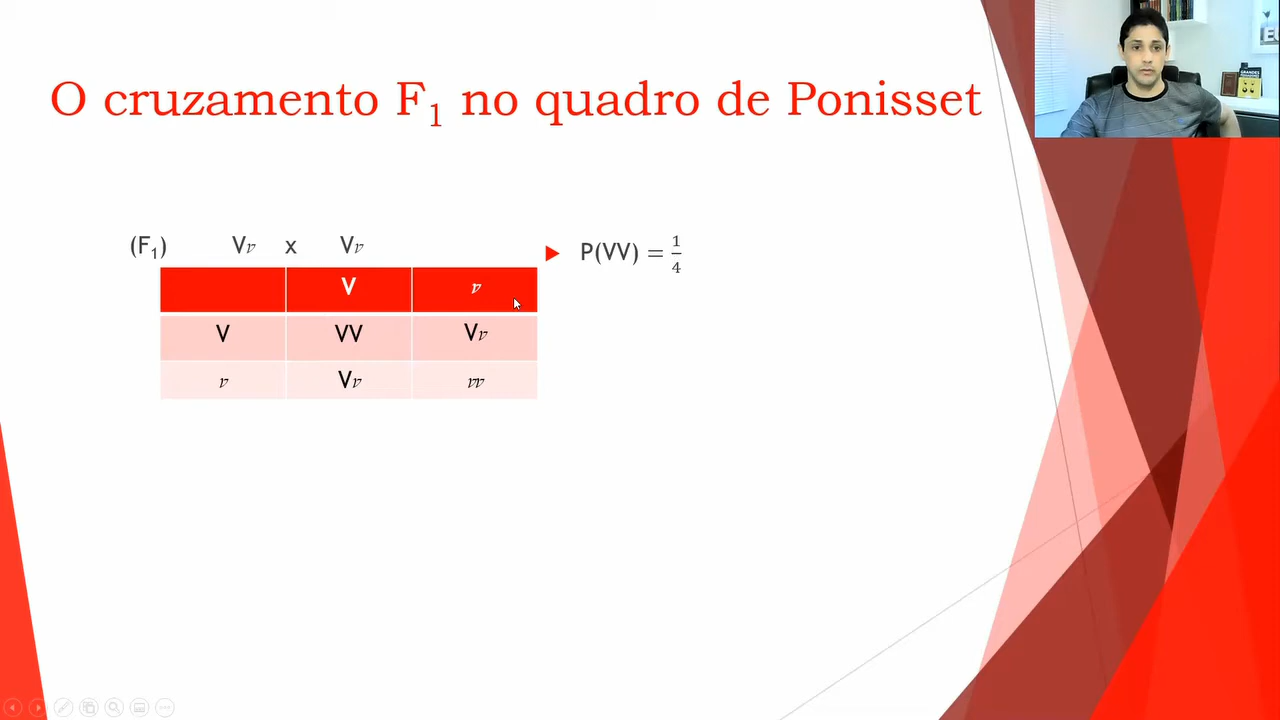 O cruzamento F₁ no quadro de Ponisset
(F₁) Vv x Vv
P(VV) = 1/4
V v
V VV Vv
v Vv vv